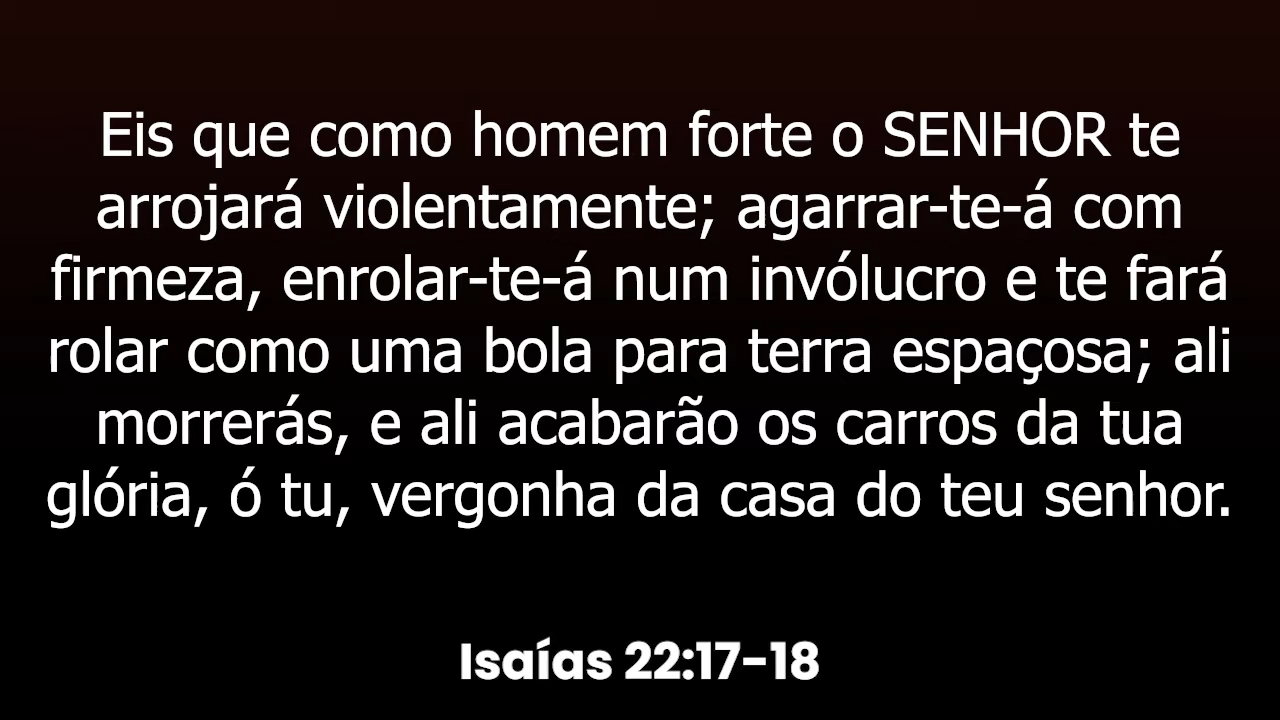 Eis que como homem forte o SENHOR te
arrojará violentamente; agarrar-te-á com
firmeza, enrolar-te-á num invólucro e te fará
rolar como uma bola para terra espaçosa; ali
morrerás, e ali acabarão os carros da tua
glória, ó tu, vergonha da casa do teu senhor.
Isaías 22:17-18